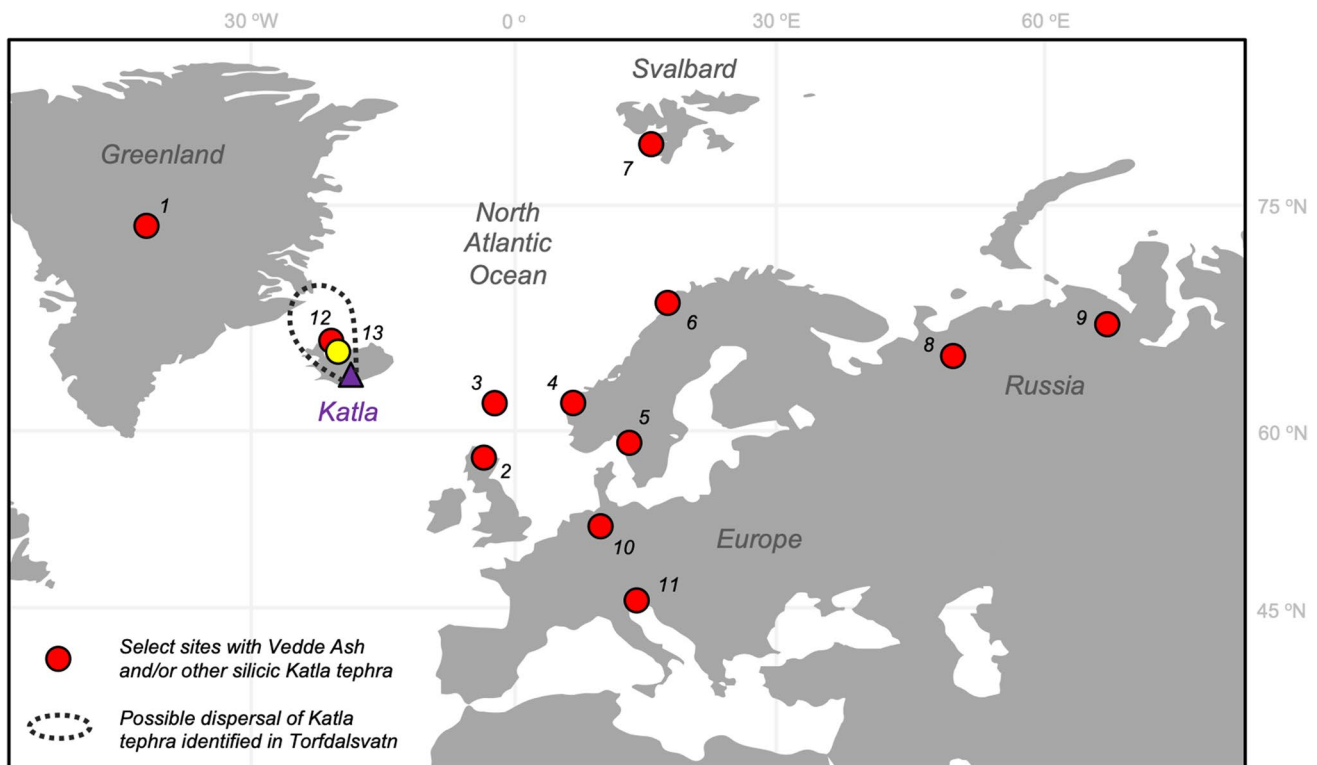 30 ºW
0 º
30 ºE
60 ºE
Svalbard
Greenland
7
1
North
Atlantic
Ocean
75 ºN
12
13
6
9
8
Katla
3
4
5
Russia
60 ºN
2
Europe
10
11
45 ºN
Select sites with Vedde Ash
and/or other silicic Katla tephra
Possible dispersal of Katla
tephra identified in Torfdalsvatn